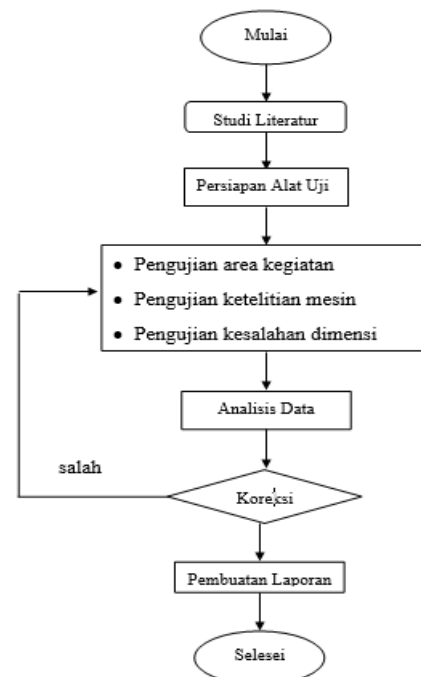 Mulai
Studi Literatur
Persiapan Alat Uji
• Pengujian area kegiatan
• Pengujian ketelitian mesin
• Pengujian kesalahan dimensi
Analisis Data
salah
Koreksi
Pembuatan Laporan
Selesei